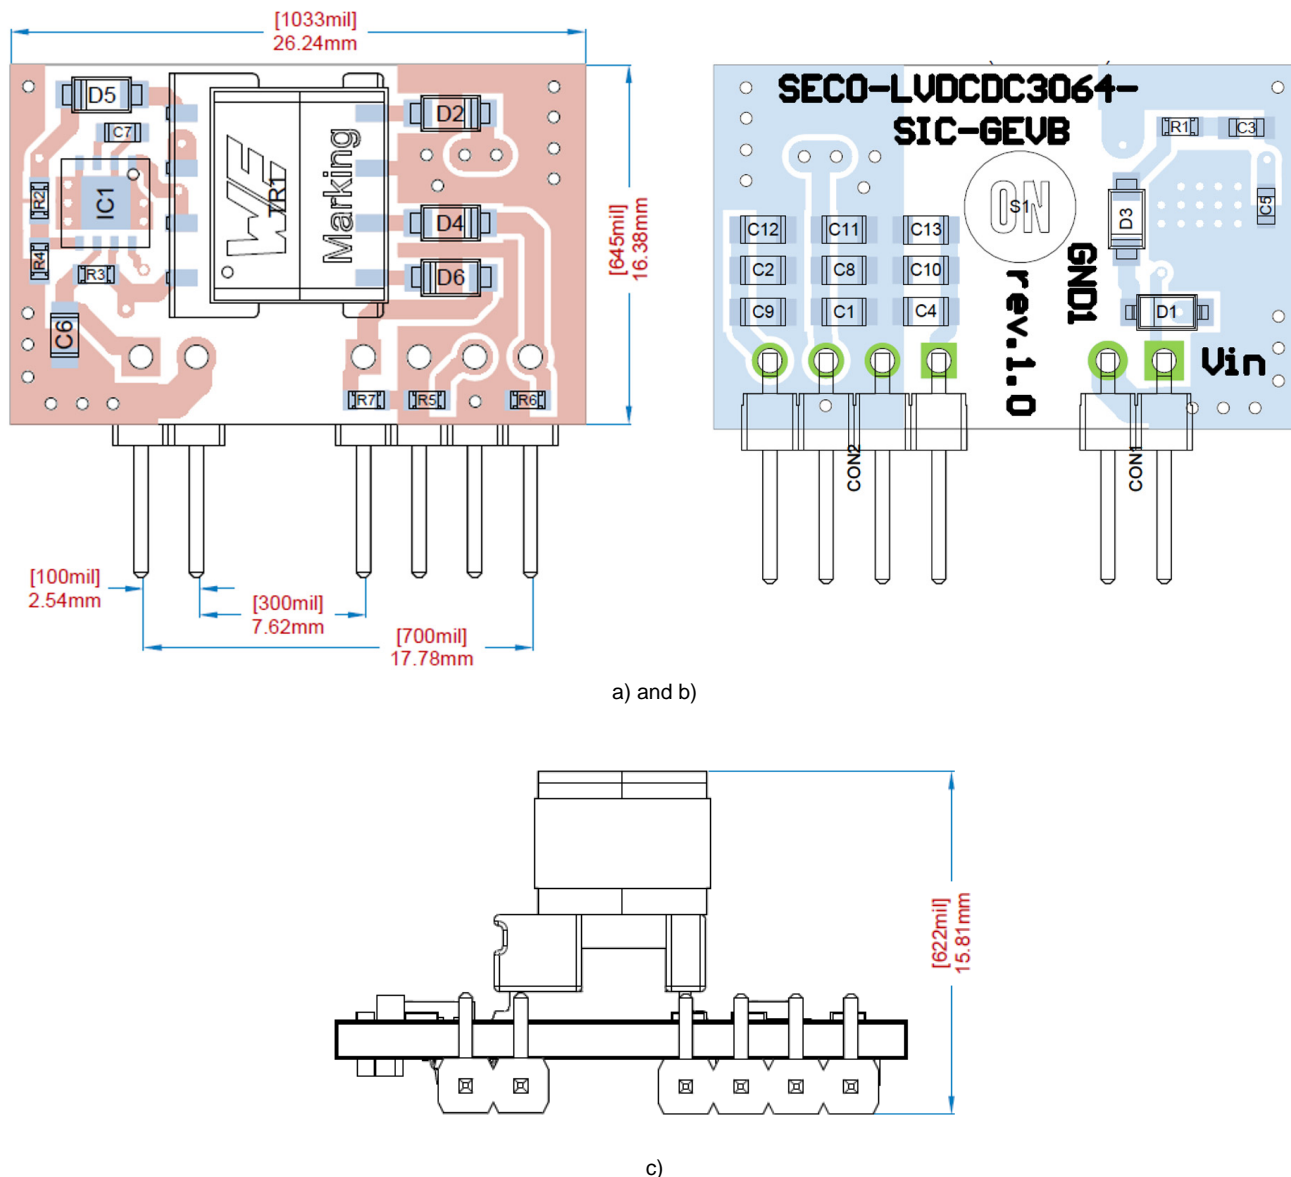 [1033mil]
26.24mm
D5
C7
R2
IC1
R4
R3
C6
WE
TR1
Marking
D2
D4
D6
R7
R5
R6
[645mil]
16.38mm
[100mil]
2.54mm
[300mil]
7.62mm
[700mil]
17.78mm
SECO-LVDCDC3064-
SIC-GEVB
R1
C3
ON
S1
D3
C5
C12
C11
C13
C2
C8
C10
C9
C1
C4
GND1
rev.1.0
D1
Vin
CON2
CON1
a) and b)
[622mil]
15.81mm
c)